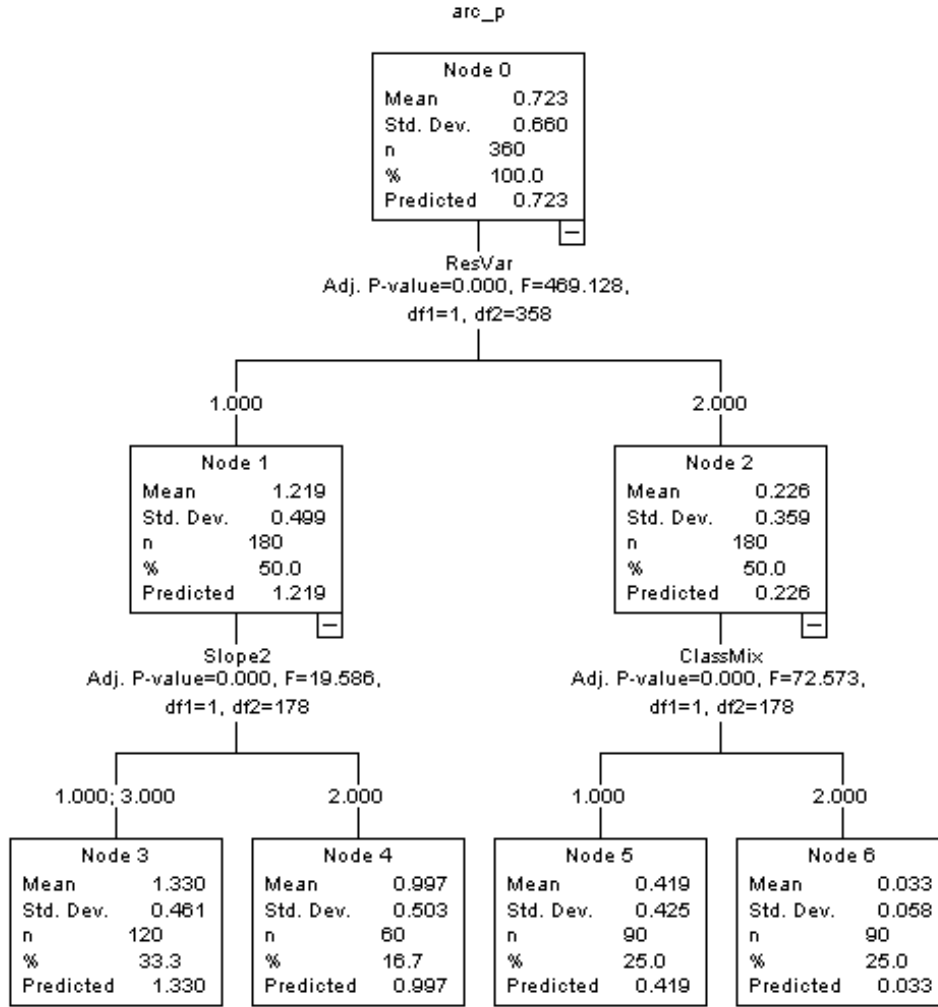 arc_p
Node 0
Mean 0.723
Std. Dev. 0.660
n 360
% 100.0
Predicted 0.723
ResVar
Adj. P-value=0.000, F=469.128,
df1=1, df2=358
1.000
2.000
Node 1
Mean 1.219
Std. Dev. 0.499
n 180
% 50.0
Predicted 1.219
Node 2
Mean 0.226
Std. Dev. 0.359
n 180
% 50.0
Predicted 0.226
Slope2
Adj. P-value=0.000, F=19.586,
df1=1, df2=178
ClassMix
Adj. P-value=0.000, F=72.573,
df1=1, df2=178
1.000; 3.000
2.000
1.000
2.000
Node 3
Mean 1.330
Std. Dev. 0.461
n 120
% 33.3
Predicted 1.330
Node 4
Mean 0.997
Std. Dev. 0.503
n 60
% 16.7
Predicted 0.997
Node 5
Mean 0.419
Std. Dev. 0.425
n 90
% 25.0
Predicted 0.419
Node 6
Mean 0.033
Std. Dev. 0.058
n 90
% 25.0
Predicted 0.033